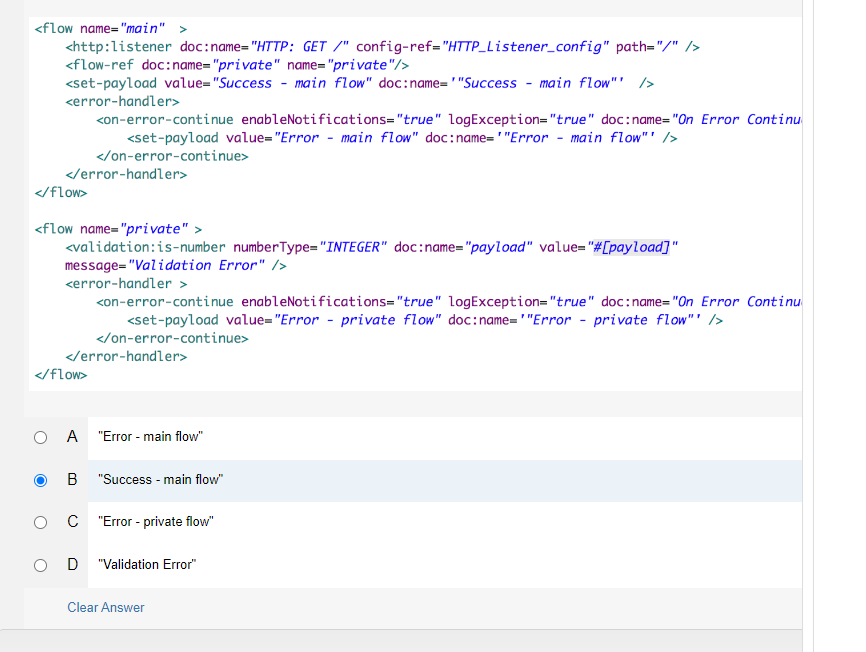 <flow name="main"  >
<http:listener doc:name="HTTP: GET /" config-ref="HTTP_Listener_config" path="/" />
<flow-ref doc:name="private" name="private"/>
<set-payload value="Success - main flow" doc:name='"Success - main flow"'  />
<error-handler>
<on-error-continue enableNotifications="true" logException="true" doc:name="On Error Continu
<set-payload value="Error - main flow" doc:name='"Error - main flow"' />
</on-error-continue>
</error-handler>
</flow>
<flow name="private" >
<validation:is-number numberType="INTEGER" doc:name="payload" value="#[payload]"
message="Validation Error" />
<error-handler >
<on-error-continue enableNotifications="true" logException="true" doc:name="On Error Continu
<set-payload value="Error - private flow" doc:name='"Error - private flow"' />
</on-error-continue>
</error-handler>
</flow>
A "Error - main flow"
B "Success - main flow"
C "Error - private flow"
D "Validation Error"
Clear Answer